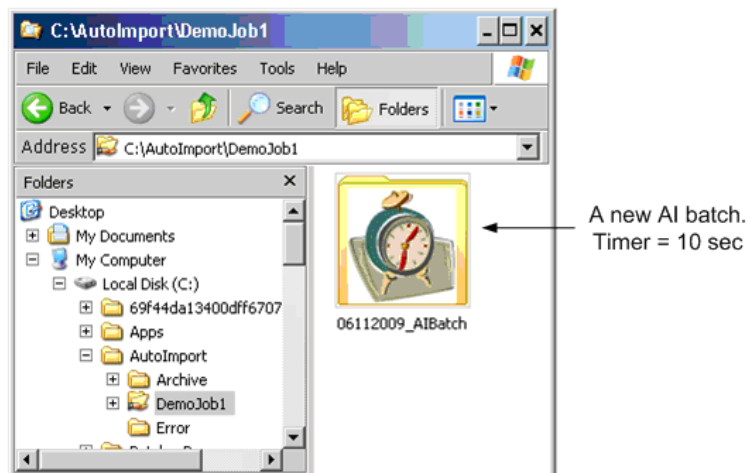 C:\AutoImport\DemoJob1
File Edit View Favorites Tools Help
Back Search Folders
Address C:\AutoImport\DemoJob1
Folders
Desktop
My Documents
My Computer
Local Disk (C:)
69f44da13400dff6707
Apps
AutoImport
Archive
DemoJob1
Error
06112009_AIBatch
A new AI batch.
Timer = 10 sec